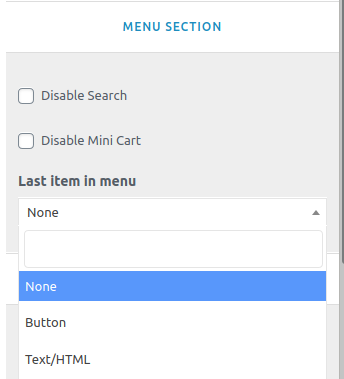 MENU SECTION
Disable Search
Disable Mini Cart
Last item in menu
None
None
Button
Text/HTML